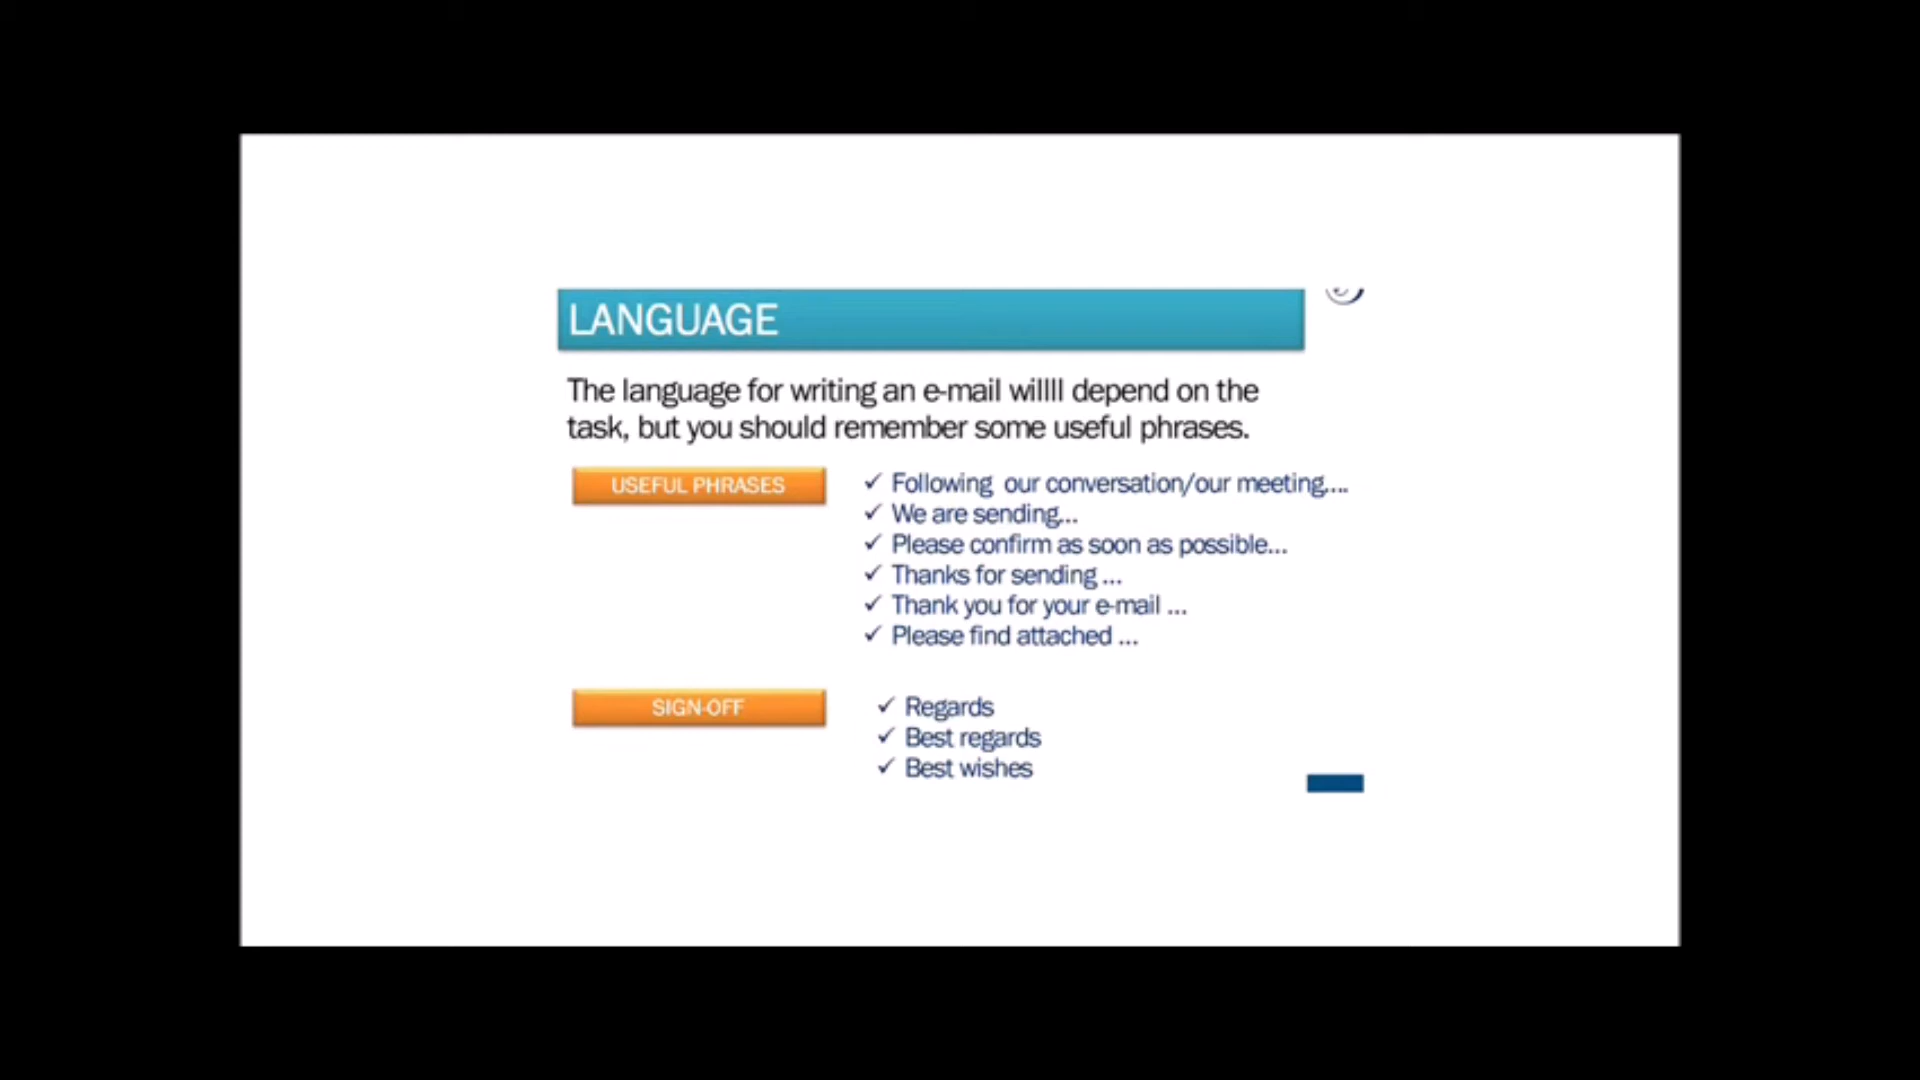 LANGUAGE
The language for writing an e-mail willll depend on the
task, but you should remember some useful phrases.
USEFUL PHRASES
✓ Following our conversation/our meeting....
✓ We are sending...
✓ Please confirm as soon as possible...
✓ Thanks for sending ...
✓ Thank you for your e-mail ...
✓ Please find attached ...
SIGN-OFF
✓ Regards
✓ Best regards
✓ Best wishes